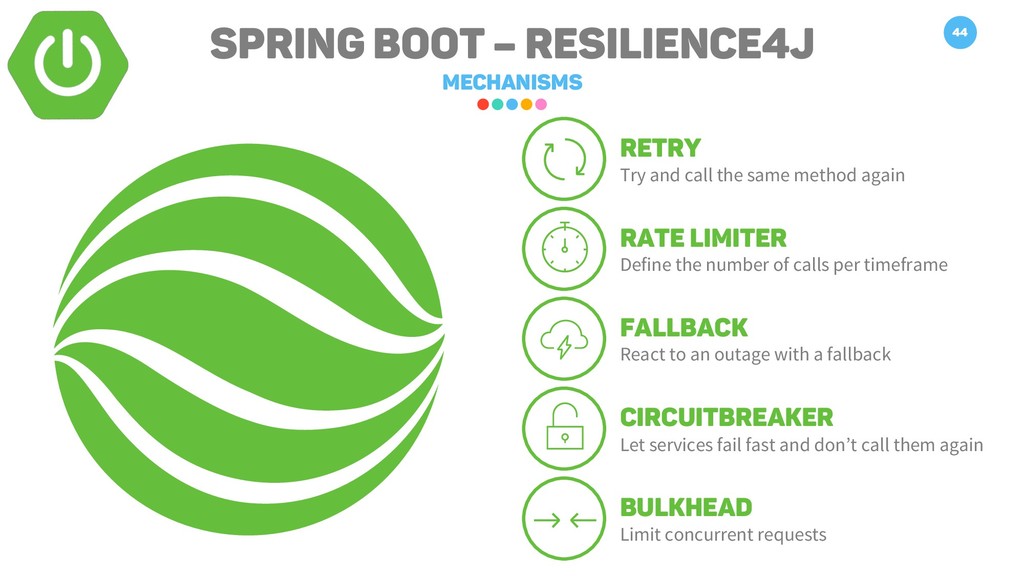 SPRING BOOT – RESILIENCE4J
44
MECHANISMS
RETRY
Try and call the same method again
RATE LIMITER
Define the number of calls per timeframe
FALLBACK
React to an outage with a fallback
CIRCUITBREAKER
Let services fail fast and don’t call them again
BULKHEAD
Limit concurrent requests